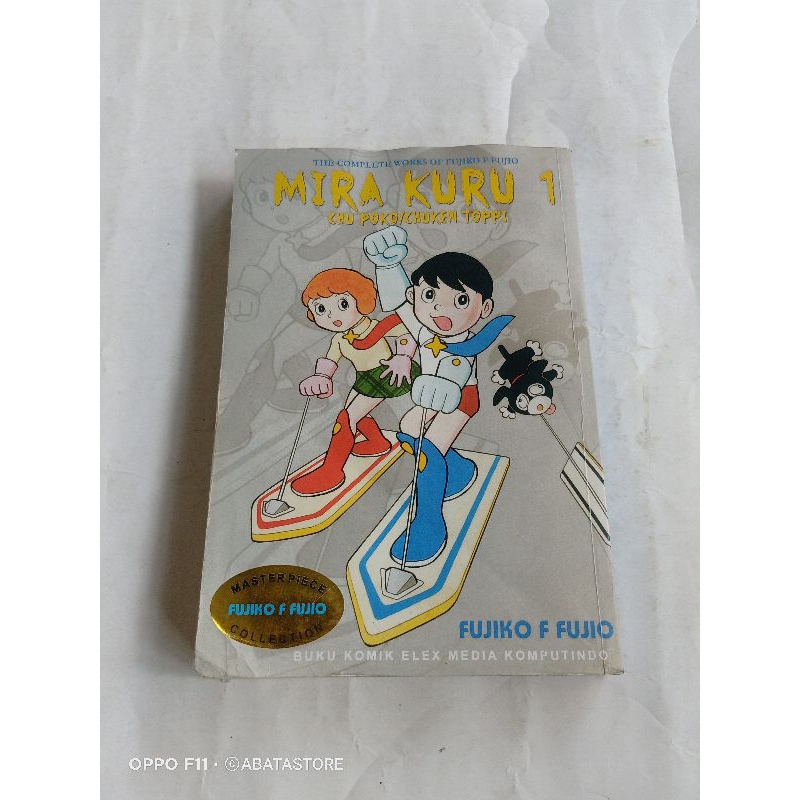 THE COMPLETE WORKS OF FUJIKO F FUJIO
MIRA KURU 1
CHU POKO/CHUKEN TOPPI
MASTERPIECE
FUJIKO F FUJIO
COLLECTION
FUJIKO F FUJIO
BUKU KOMIK ELEX MEDIA KOMPUTINDO
OPPO F11 · ©ABATASTORE